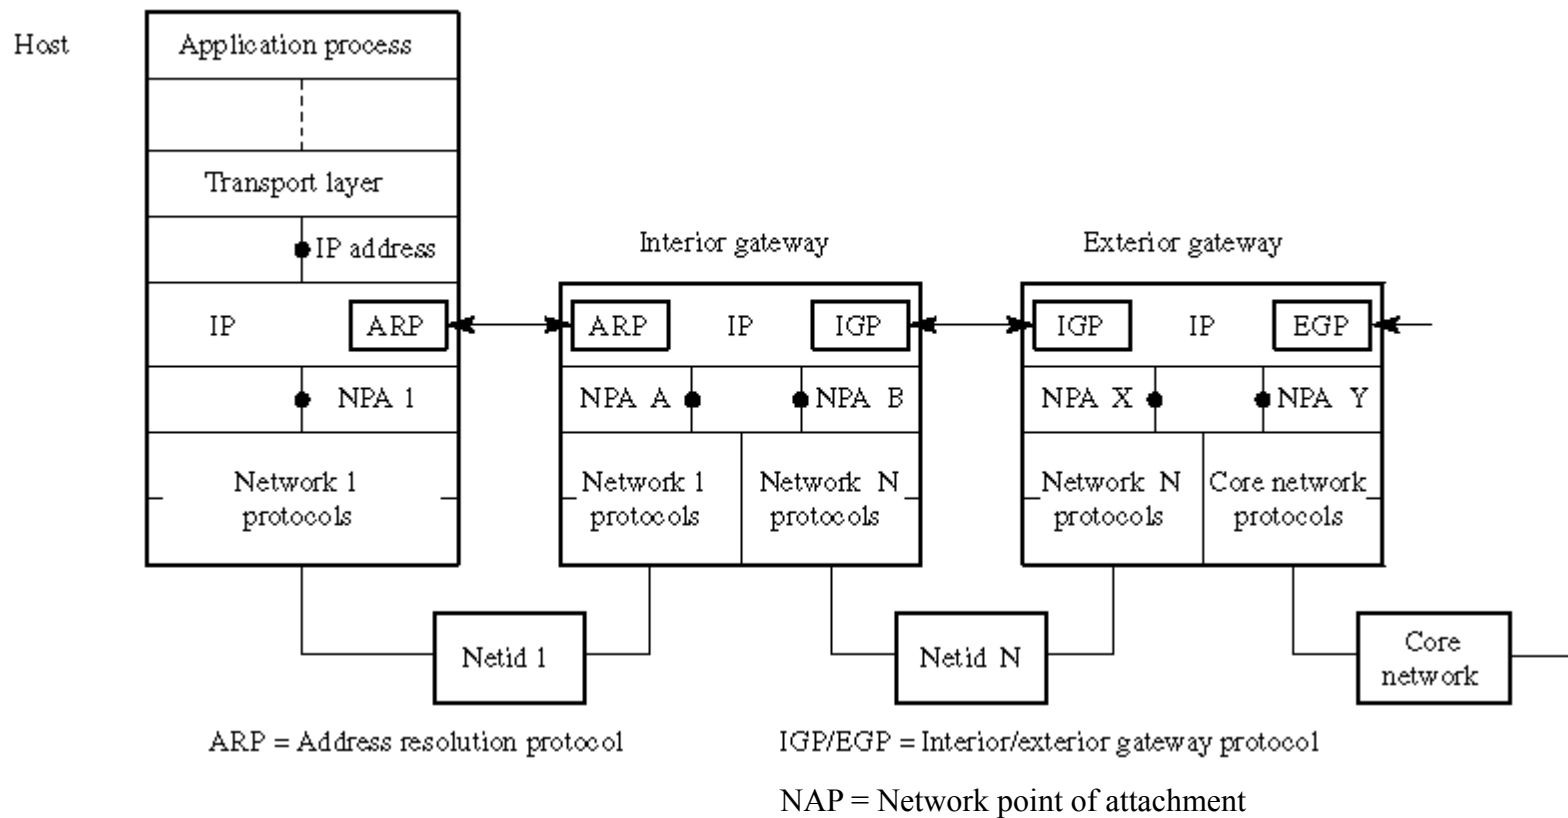 Host
Application process
Transport layer
IP address
IP
ARP
NPA 1
Network 1
protocols
Interior gateway
ARP
IP
IGP
NPA A
NPA B
Network 1
protocols
Network N
protocols
Exterior gateway
IGP
IP
EGP
NPA X
NPA Y
Network N
protocols
Core network
protocols
Netid 1
Netid N
Core
network
ARP = Address resolution protocol
IGP/EGP = Interior/exterior gateway protocol
NAP = Network point of attachment